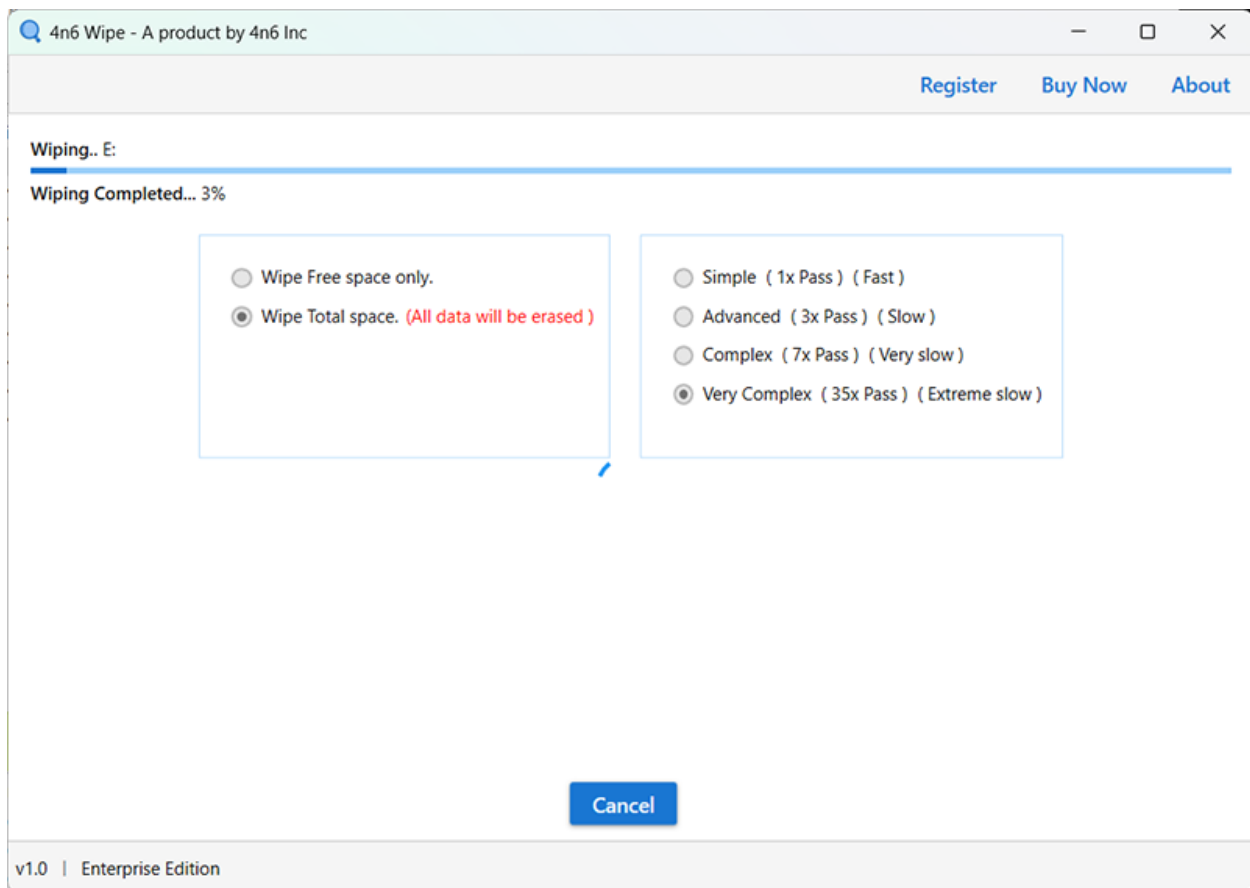 4n6 Wipe - A product by 4n6 Inc
Register Buy Now About
Wiping.. E:
Wiping Completed... 3%
Wipe Free space only.
Wipe Total space. (All data will be erased )
Simple ( 1x Pass ) ( Fast )
Advanced ( 3x Pass ) ( Slow )
Complex ( 7x Pass ) ( Very slow )
Very Complex ( 35x Pass ) ( Extreme slow )
Cancel
v1.0 | Enterprise Edition